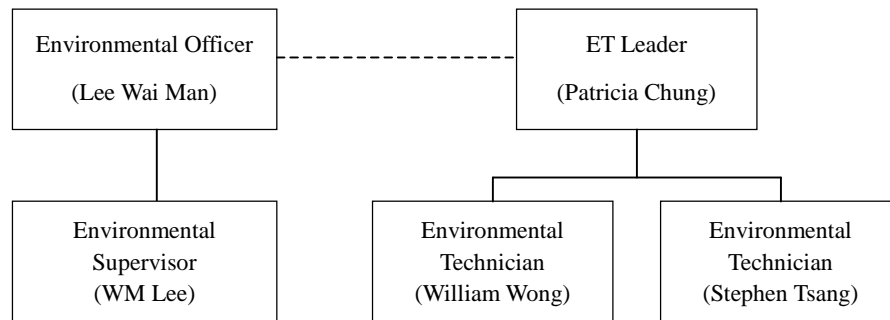 Environmental Officer
(Lee Wai Man)
ET Leader
(Patricia Chung)
Environmental
Supervisor
(WM Lee)
Environmental
Technician
(William Wong)
Environmental
Technician
(Stephen Tsang)